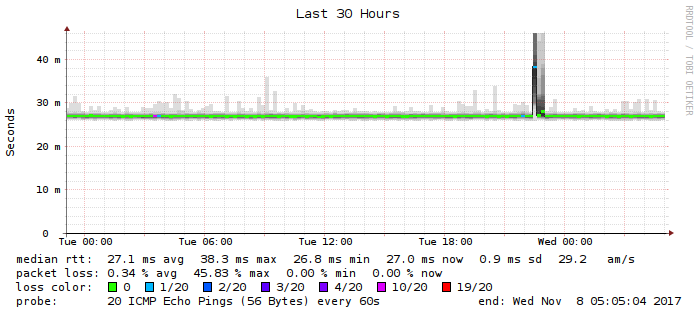 Last 30 Hours
RRDTOOL / TOBI OETIKER
Seconds
40 m
30 m
20 m
10 m
0
Tue 00:00 Tue 06:00 Tue 12:00 Tue 18:00 Wed 00:00
median rtt: 27.1 ms avg 38.3 ms max 26.8 ms min 27.0 ms now 0.9 ms sd 29.2 am/s
packet loss: 0.34 % avg 45.83 % max 0.00 % min 0.00 % now
loss color: 0 1/20 2/20 3/20 4/20 10/20 19/20
probe: 20 ICMP Echo Pings (56 Bytes) every 60s end: Wed Nov 8 05:05:04 2017